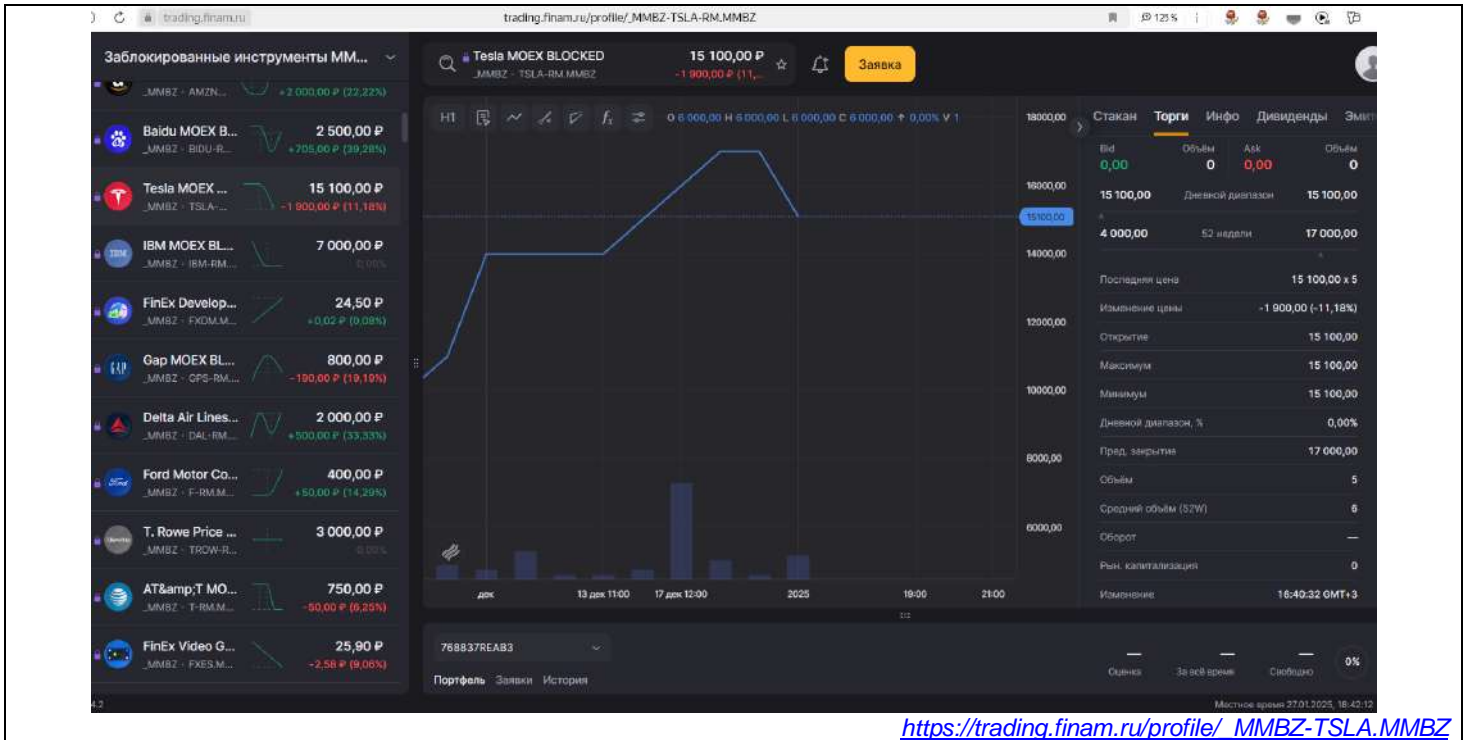 trading.finam.ru
trading.finam.ru/profile/_MMBZ-TSLA-RM.MMBZ
125 %
Заблокированные инструменты MM...
_MMBZ · AMZN... +2 000,00 ₽ (22,22%)
Baidu MOEX B... 2 500,00 ₽
_MMBZ · BIDU-R... +705,00 ₽ (39,28%)
Tesla MOEX ... 15 100,00 ₽
_MMBZ · TSLA-... -1 900,00 ₽ (11,18%)
IBM MOEX BL... 7 000,00 ₽
_MMBZ · IBM-RM... 0,00%
FinEx Develop... 24,50 ₽
_MMBZ · FXDM.M... +0,02 ₽ (0,08%)
Gap MOEX BL... 800,00 ₽
_MMBZ · GPS-RM.... -190,00 ₽ (19,19%)
Delta Air Lines... 2 000,00 ₽
_MMBZ · DAL-RM.... +500,00 ₽ (33,33%)
Ford Motor Co... 400,00 ₽
_MMBZ · F-RM.M... +50,00 ₽ (14,29%)
T. Rowe Price ... 3 000,00 ₽
_MMBZ · TROW-R... 0,00%
AT&amp;T MO... 750,00 ₽
_MMBZ · T-RM.M... -50,00 ₽ (6,25%)
FinEx Video G... 25,90 ₽
_MMBZ · FXES.M... -2,58 ₽ (9,06%)
4.2
Tesla MOEX BLOCKED 15 100,00 ₽
_MMBZ · TSLA-RM.MMBZ -1 900,00 ₽ (11,...
Заявка
H1 O 6 000,00 H 6 000,00 L 6 000,00 C 6 000,00 + 0,00% V 1
18000,00
16000,00
15100,00
14000,00
12000,00
10000,00
8000,00
6000,00
дек 13 дек 11:00 17 дек 12:00 2025 19:00 21:00
Стакан Торги Инфо Дивиденды Эмит
Bid Объём Ask Объём
0,00 0 0,00 0
15 100,00 Дневной диапазон 15 100,00
4 000,00 52 недели 17 000,00
Последняя цена 15 100,00 x 5
Изменение цены -1 900,00 (-11,18%)
Открытие 15 100,00
Максимум 15 100,00
Минимум 15 100,00
Дневной диапазон, % 0,00%
Пред. закрытие 17 000,00
Объём 5
Средний объём (52W) 6
Оборот —
Рын. капитализация 0
Изменение 16:40:32 GMT+3
768837REAB3
Портфель Заявки История
— — — 0%
Оценка За всё время Свободно
Местное время 27.01.2025, 18:42:12
https://trading.finam.ru/profile/_MMBZ-TSLA.MMBZ